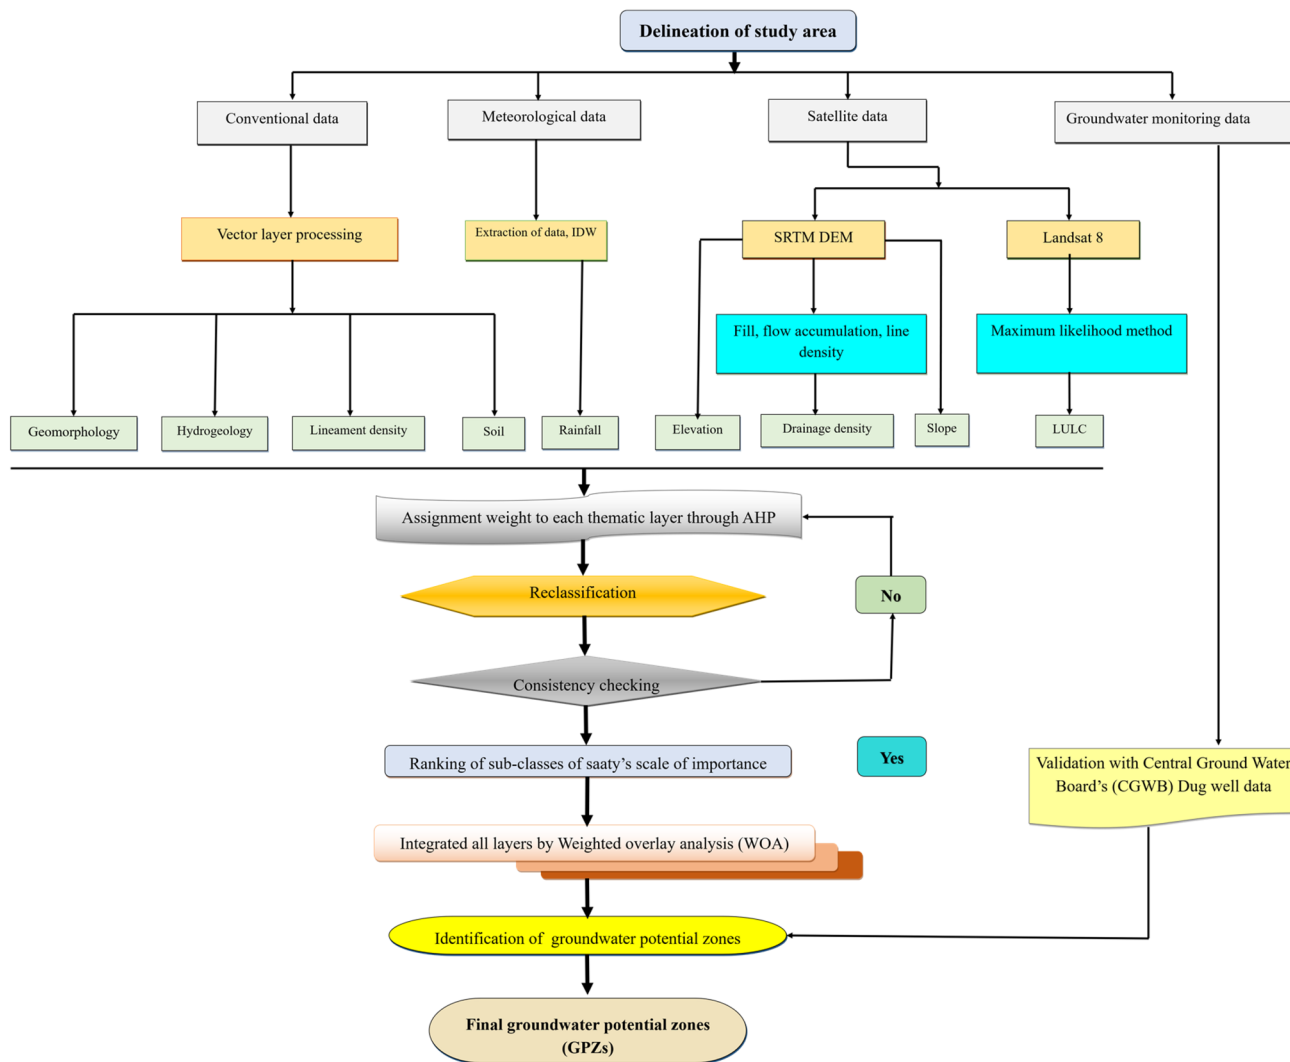 Delineation of study area
Conventional data
Meteorological data
Satellite data
Groundwater monitoring data
Vector layer processing
Extraction of data, IDW
SRTM DEM
Landsat 8
Fill, flow accumulation, line
density
Maximum likelihood method
Geomorphology
Hydrogeology
Lineament density
Soil
Rainfall
Elevation
Drainage density
Slope
LULC
Assignment weight to each thematic layer through AHP
Reclassification
No
Consistency checking
Ranking of sub-classes of saaty's scale of importance
Yes
Validation with Central Ground Water
Board's (CGWB) Dug well data
Integrated all layers by Weighted overlay analysis (WOA)
Identification of groundwater potential zones
Final groundwater potential zones
(GPZs)